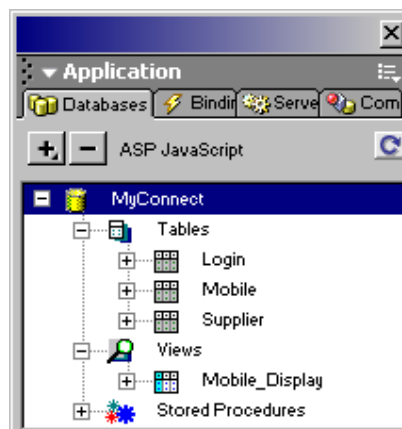 Application
Databases Bindin Serve Com
ASP JavaScript
MyConnect
Tables
Login
Mobile
Supplier
Views
Mobile_Display
Stored Procedures